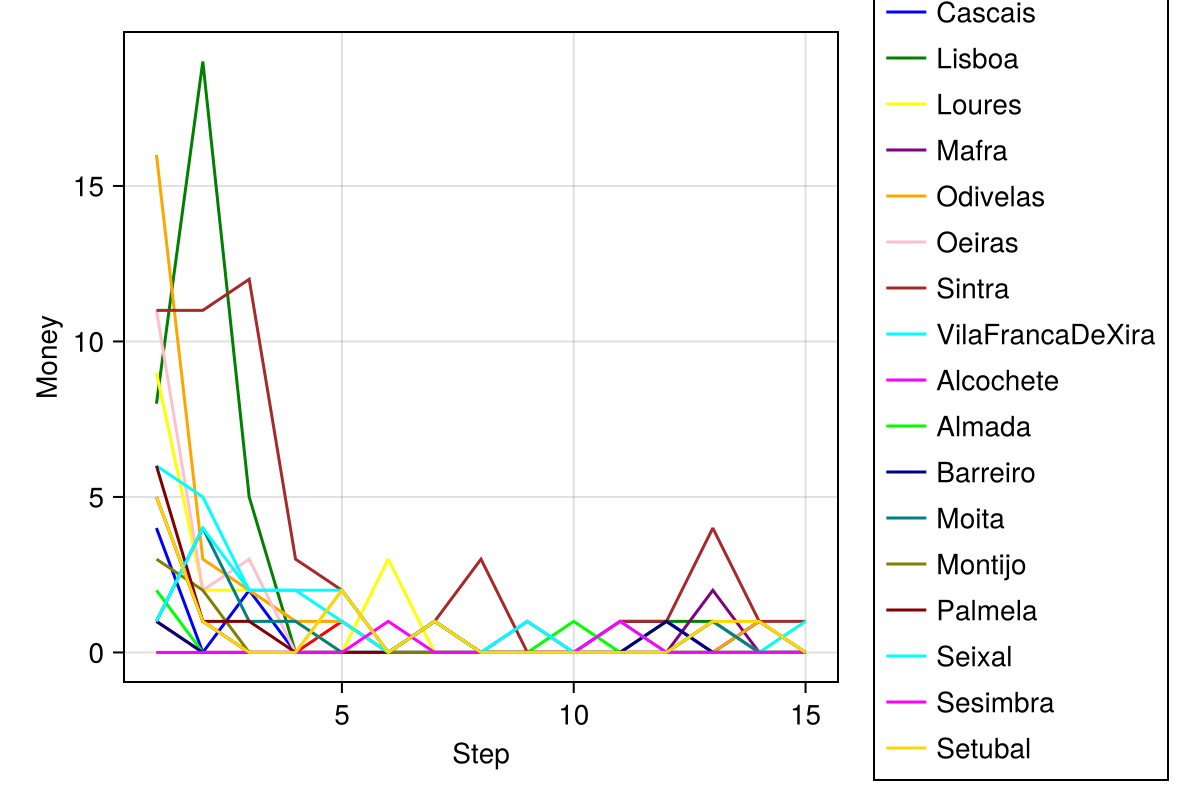 Money
15
10
5
0
5
10
15
Step
Cascais
Lisboa
Loures
Mafra
Odivelas
Oeiras
Sintra
VilaFrancaDeXira
Alcochete
Almada
Barreiro
Moita
Montijo
Palmela
Seixal
Sesimbra
Setubal